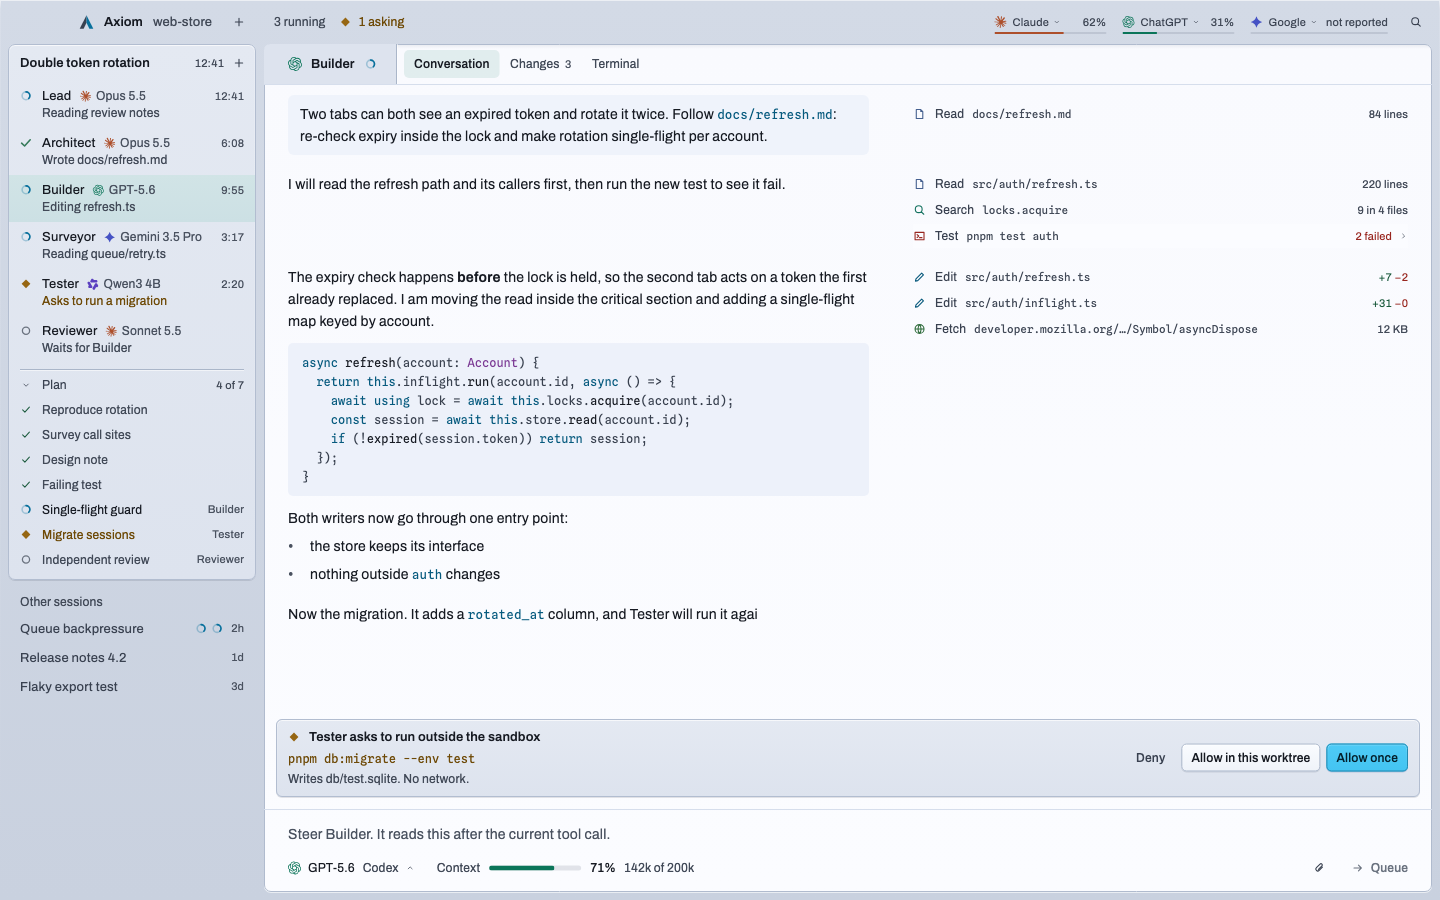 Axiom web-store + 3 running 1 asking Claude 62% ChatGPT 31% Google not reported
Double token rotation 12:41 +
Lead Opus 5.5 12:41
Reading review notes
Architect Opus 5.5 6:08
Wrote docs/refresh.md
Builder GPT-5.6 9:55
Editing refresh.ts
Surveyor Gemini 3.5 Pro 3:17
Reading queue/retry.ts
Tester Qwen3 4B 2:20
Asks to run a migration
Reviewer Sonnet 5.5
Waits for Builder
Plan 4 of 7
Reproduce rotation
Survey call sites
Design note
Failing test
Single-flight guard Builder
Migrate sessions Tester
Independent review Reviewer
Other sessions
Queue backpressure 2h
Release notes 4.2 1d
Flaky export test 3d
Builder Conversation Changes 3 Terminal
Two tabs can both see an expired token and rotate it twice. Follow docs/refresh.md:
re-check expiry inside the lock and make rotation single-flight per account.
Read docs/refresh.md 84 lines
I will read the refresh path and its callers first, then run the new test to see it fail.
Read src/auth/refresh.ts 220 lines
Search locks.acquire 9 in 4 files
Test pnpm test auth 2 failed
The expiry check happens before the lock is held, so the second tab acts on a token the first
already replaced. I am moving the read inside the critical section and adding a single-flight
map keyed by account.
Edit src/auth/refresh.ts +7 −2
Edit src/auth/inflight.ts +31 −0
Fetch developer.mozilla.org/…/Symbol/asyncDispose 12 KB
async refresh(account: Account) {
  return this.inflight.run(account.id, async () => {
    await using lock = await this.locks.acquire(account.id);
    const session = await this.store.read(account.id);
    if (!expired(session.token)) return session;
  });
}
Both writers now go through one entry point:
• the store keeps its interface
• nothing outside auth changes
Now the migration. It adds a rotated_at column, and Tester will run it agai
Tester asks to run outside the sandbox
pnpm db:migrate --env test
Writes db/test.sqlite. No network.
Deny Allow in this worktree Allow once
Steer Builder. It reads this after the current tool call.
GPT-5.6 Codex Context 71% 142k of 200k Queue